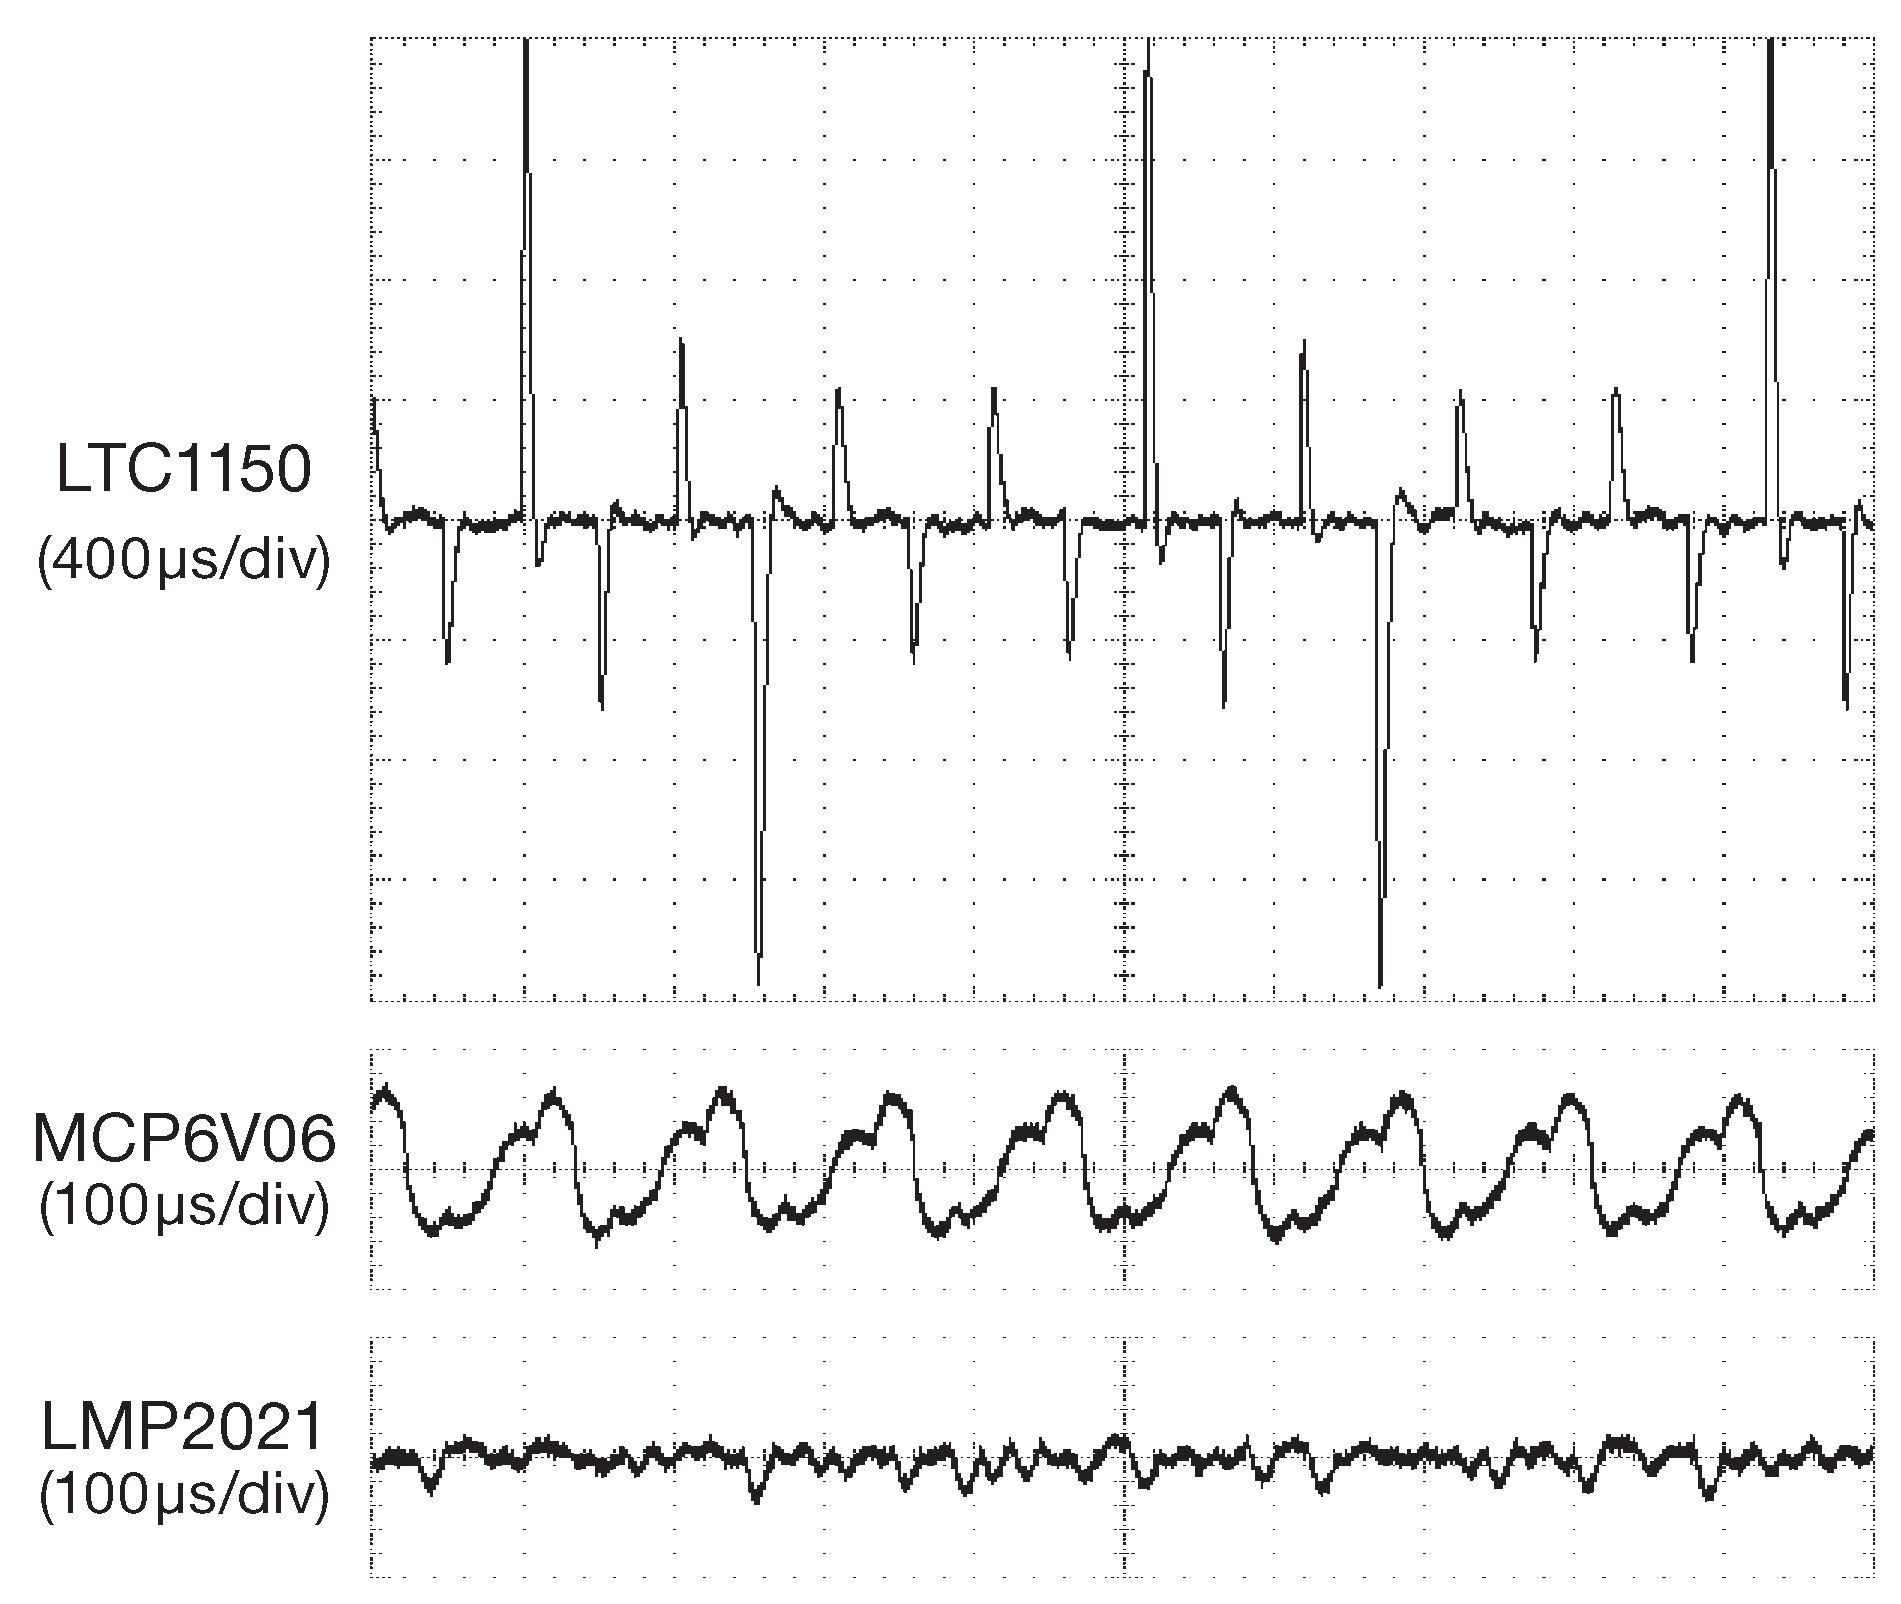 LTC1150
(400µs/div)
MCP6V06
(100µs/div)
LMP2021
(100µs/div)